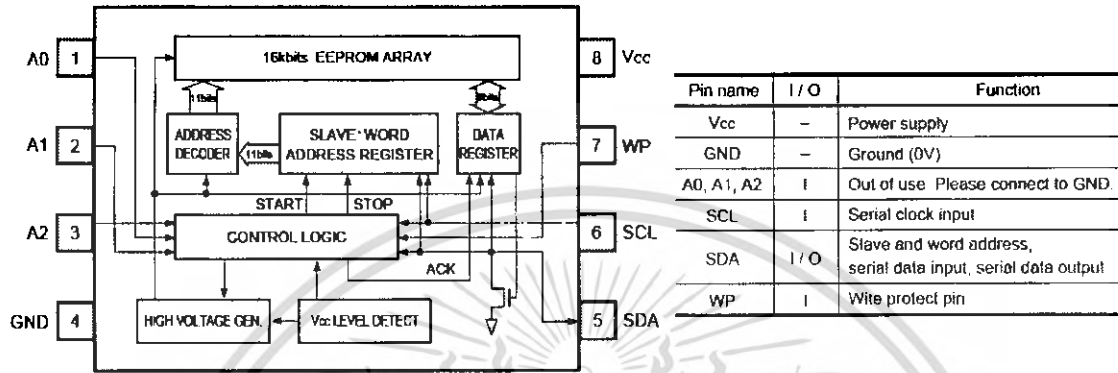 16kbits EEPROM ARRAY
A0 1
8 Vcc
11bits
8bits
A1 2
ADDRESS
DECODER
11bits
SLAVE·WORD
ADDRESS REGISTER
DATA
REGISTER
7 WP
START STOP
A2 3
CONTROL LOGIC
6 SCL
ACK
GND 4
HIGH VOLTAGE GEN.
Vcc LEVEL DETECT
5 SDA
Pin name I / O Function
Vcc – Power supply
GND – Ground (0V)
A0, A1, A2 I Out of use Please connect to GND.
SCL I Serial clock input
SDA I / O Slave and word address,
serial data input, serial data output
WP I Wite protect pin